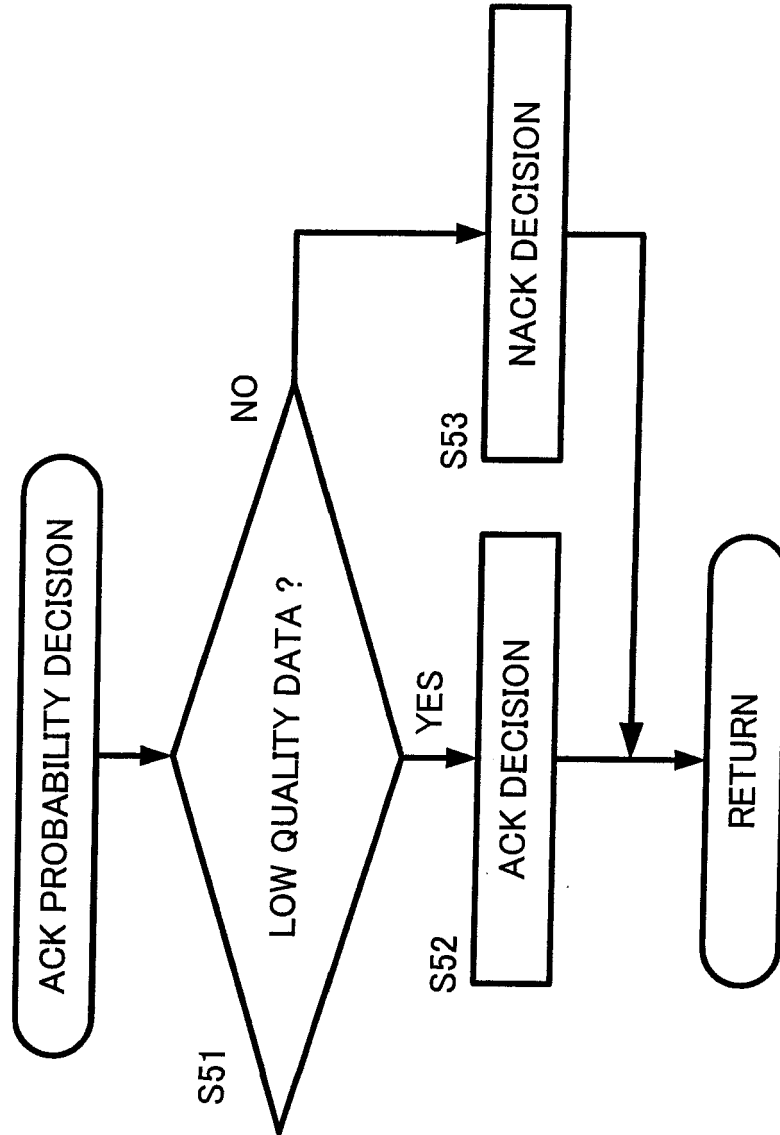 ACK PROBABILITY DECISION
S51
LOW QUALITY DATA ?
NO
YES
S52
ACK DECISION
S53
NACK DECISION
RETURN